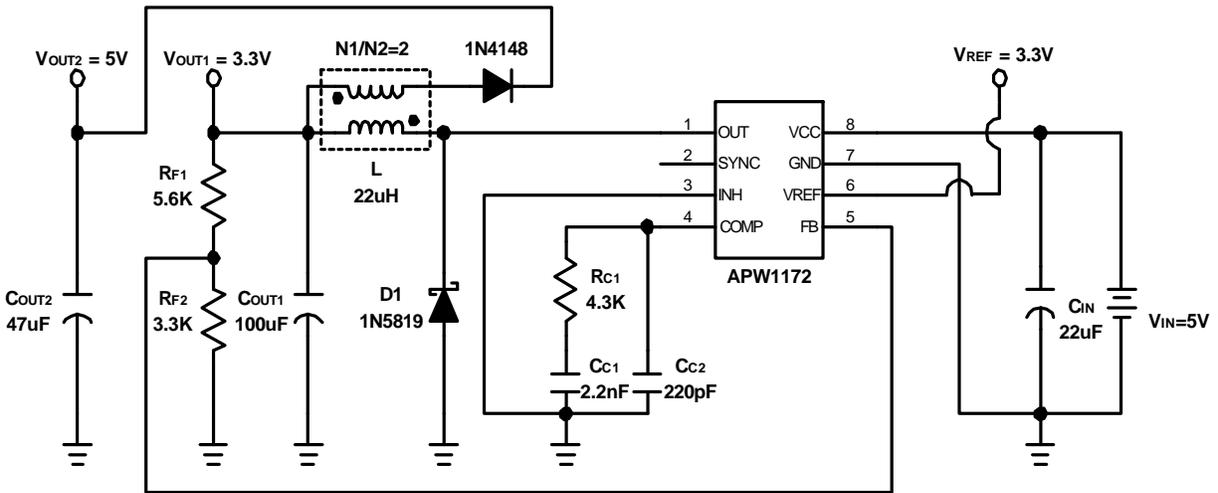 VOUT2 = 5V
VOUT1 = 3.3V
N1/N2=2
1N4148
VREF = 3.3V
L
22uH
RF1
5.6K
RF2
3.3K
COUT2
47uF
COUT1
100uF
D1
1N5819
1
2
3
4
OUT
SYNC
INH
COMP
VCC
GND
VREF
FB
8
7
6
5
APW1172
RC1
4.3K
CC1
2.2nF
CC2
220pF
CIN
22uF
VIN=5V